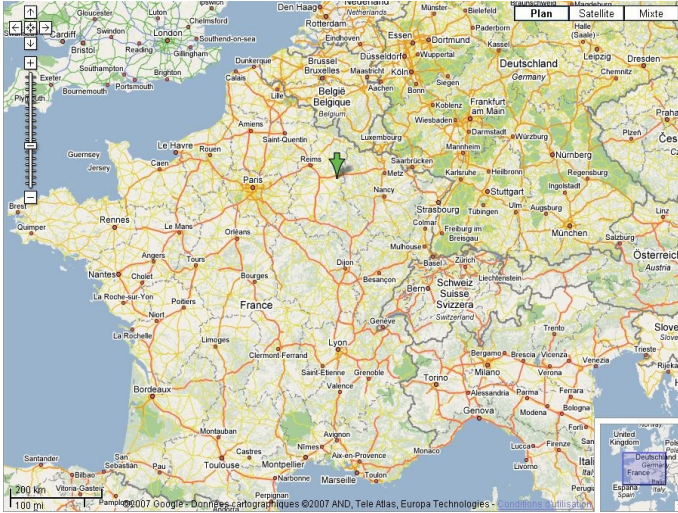 Plan
Satellite
Mixte
Gloucester
Luton
Chelmsford
Cardiff
London
Southend-on-sea
Bristol
Reading
Gillingham
Southampton
Brighton
Exeter
Bournemouth
Portsmouth
Den Haag
Nederland
(Netherlands)
Rotterdam
Münster
Bielefeld
Paderborn
Eindhoven
Essen
Dortmund
Kassel
Halle
(Saale)
Leipzig
Dresden
Dunkerque
Brussel
Bruxelles
Düsseldorf
Wuppertal
Maastricht
Köln
Deutschland
Germany
Chemnitz
Calais
Lille
België
Belgique
Belgium
Aachen
Bonn
Siegen
Koblenz
Frankfurt
am Main
Wiesbaden
Praha
Amiens
Saint-Quentin
Luxembourg
Darmstadt
Würzburg
Plzeň
Guernsey
Jersey
Le Havre
Rouen
Caen
Reims
Saarbrücken
Mannheim
Nürnberg
Metz
Karlsruhe
Heilbronn
Regensburg
Paris
Nancy
Stuttgart
Ingolstadt
Brest
Quimper
Rennes
Strasbourg
Tübingen
Ulm
Augsburg
Linz
Colmar
Freiburg im
Breisgau
München
Salzburg
Le Mans
Orléans
Mulhouse
Angers
Tours
Dijon
Besançon
Basel
Zürich
Liechtenstein
Österreich
Austria
Nantes
Cholet
Bourges
Bern
Schweiz
Suisse
Svizzera
Switzerland
La Roche-sur-Yon
Poitiers
France
Niort
La Rochelle
Genève
Trento
Limoges
Clermont-Ferrand
Lyon
Bergamo
Brescia
Vicenza
Venezia
Trieste
Rijeka
Saint-Etienne
Grenoble
Torino
Milano
Verona
Valence
Bordeaux
Alessandria
Parma
Ferrara
Genova
Modena
Bologna
Montauban
Avignon
Castres
Nîmes
Aix-en-Provence
Monaco
Lucca
Firenze
Livorno
Santander
San
Sebastián
Bilbao
Pau
Toulouse
Montpellier
Marseille
Toulon
Narbonne
Vitoria-Gasteiz
Perpignan
Andorra
United
Kingdom
Deutschland
Germany
France
España
Spain
Italia
Italy
200 km
100 mi
©2007 Google - Données cartographiques ©2007 AND, Tele Atlas, Europa Technologies - Conditions d'utilisation